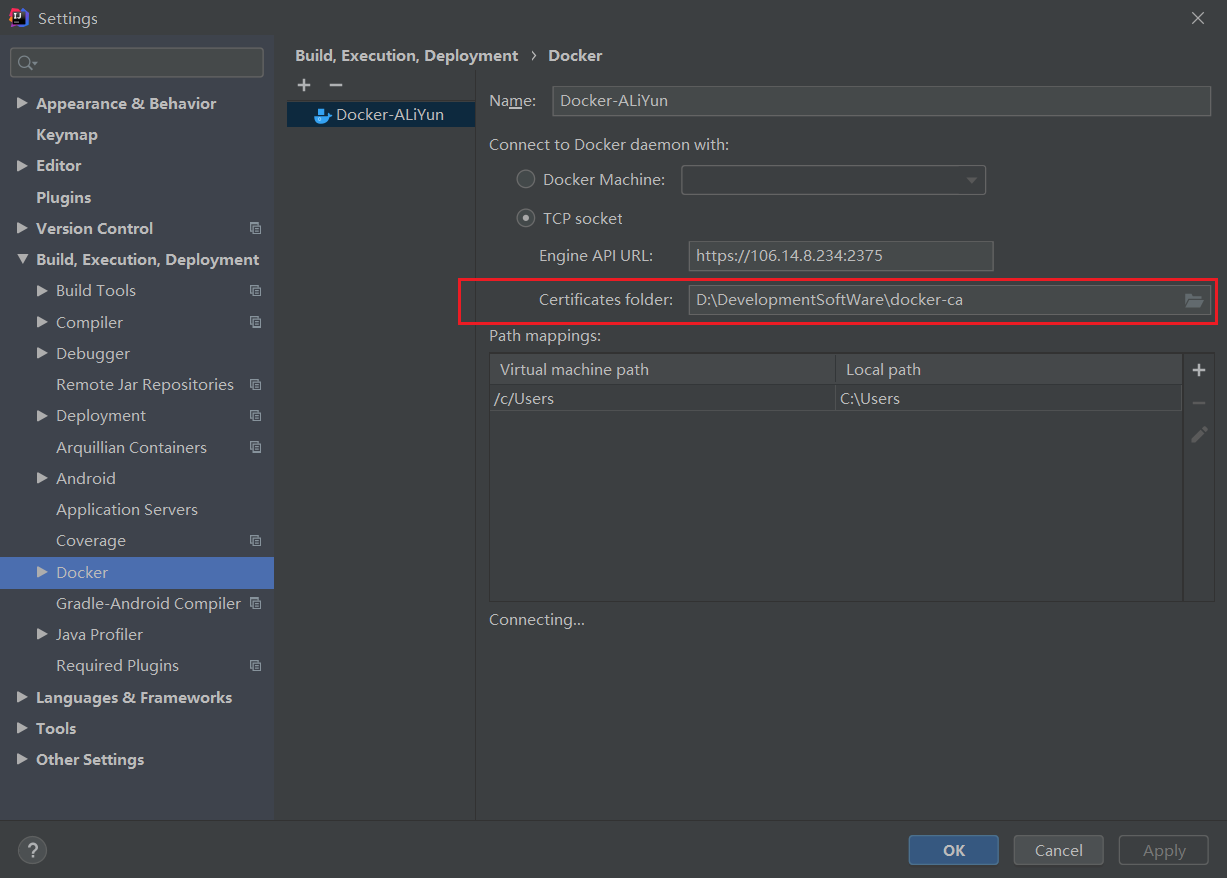 Settings
Build, Execution, Deployment › Docker
Appearance & Behavior
Keymap
Editor
Plugins
Version Control
Build, Execution, Deployment
Build Tools
Compiler
Debugger
Remote Jar Repositories
Deployment
Arquillian Containers
Android
Application Servers
Coverage
Docker
Gradle-Android Compiler
Java Profiler
Required Plugins
Languages & Frameworks
Tools
Other Settings
Docker-ALiYun
Name: Docker-ALiYun
Connect to Docker daemon with:
Docker Machine:
TCP socket
Engine API URL: https://106.14.8.234:2375
Certificates folder: D:\DevelopmentSoftWare\docker-ca
Path mappings:
Virtual machine path Local path
/c/Users C:\Users
Connecting...
? OK Cancel Apply